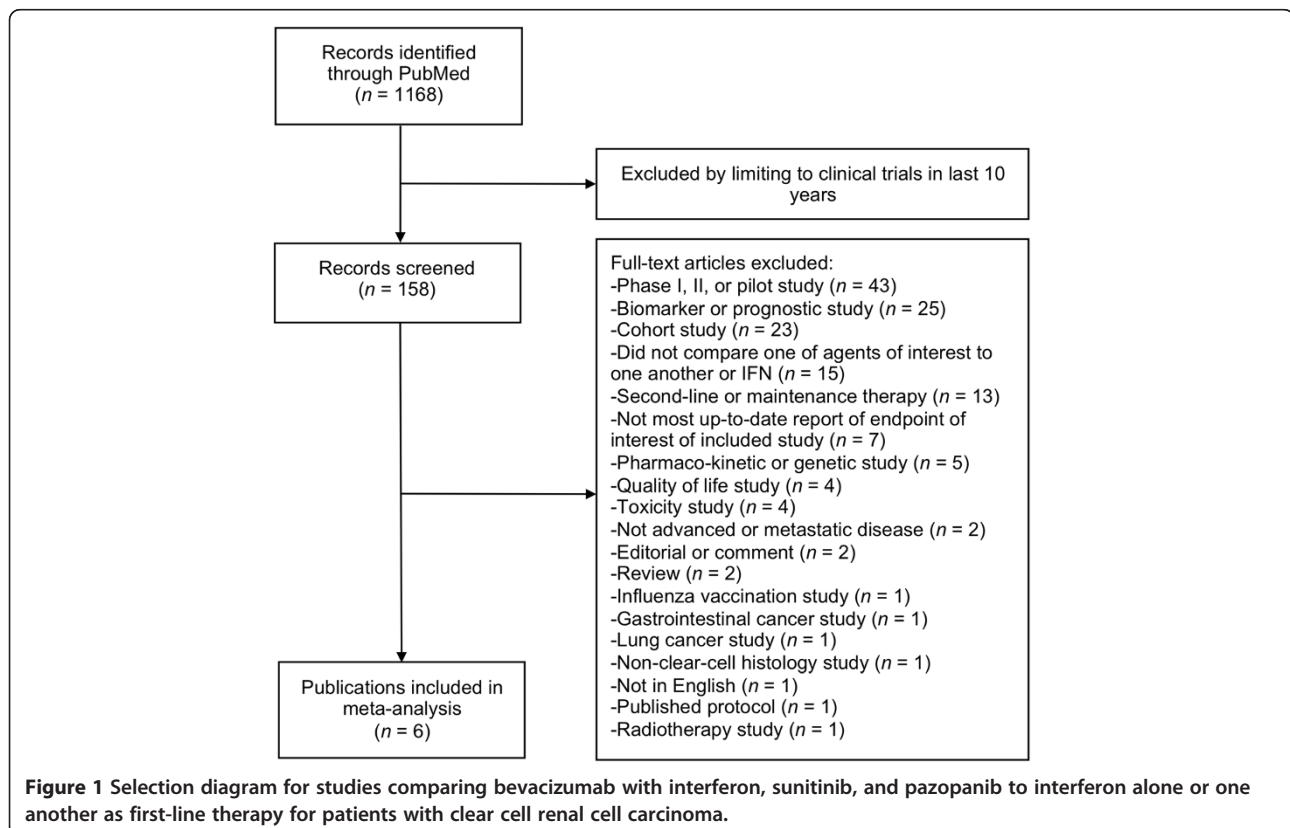 Records identified
through PubMed
(n = 1168)
Excluded by limiting to clinical trials in last 10
years
Records screened
(n = 158)
Full-text articles excluded:
-Phase I, II, or pilot study (n = 43)
-Biomarker or prognostic study (n = 25)
-Cohort study (n = 23)
-Did not compare one of agents of interest to
one another or IFN (n = 15)
-Second-line or maintenance therapy (n = 13)
-Not most up-to-date report of endpoint of
interest of included study (n = 7)
-Pharmaco-kinetic or genetic study (n = 5)
-Quality of life study (n = 4)
-Toxicity study (n = 4)
-Not advanced or metastatic disease (n = 2)
-Editorial or comment (n = 2)
-Review (n = 2)
-Influenza vaccination study (n = 1)
-Gastrointestinal cancer study (n = 1)
-Lung cancer study (n = 1)
-Non-clear-cell histology study (n = 1)
-Not in English (n = 1)
-Published protocol (n = 1)
-Radiotherapy study (n = 1)
Publications included in
meta-analysis
(n = 6)
Figure 1 Selection diagram for studies comparing bevacizumab with interferon, sunitinib, and pazopanib to interferon alone or one
another as first-line therapy for patients with clear cell renal cell carcinoma.